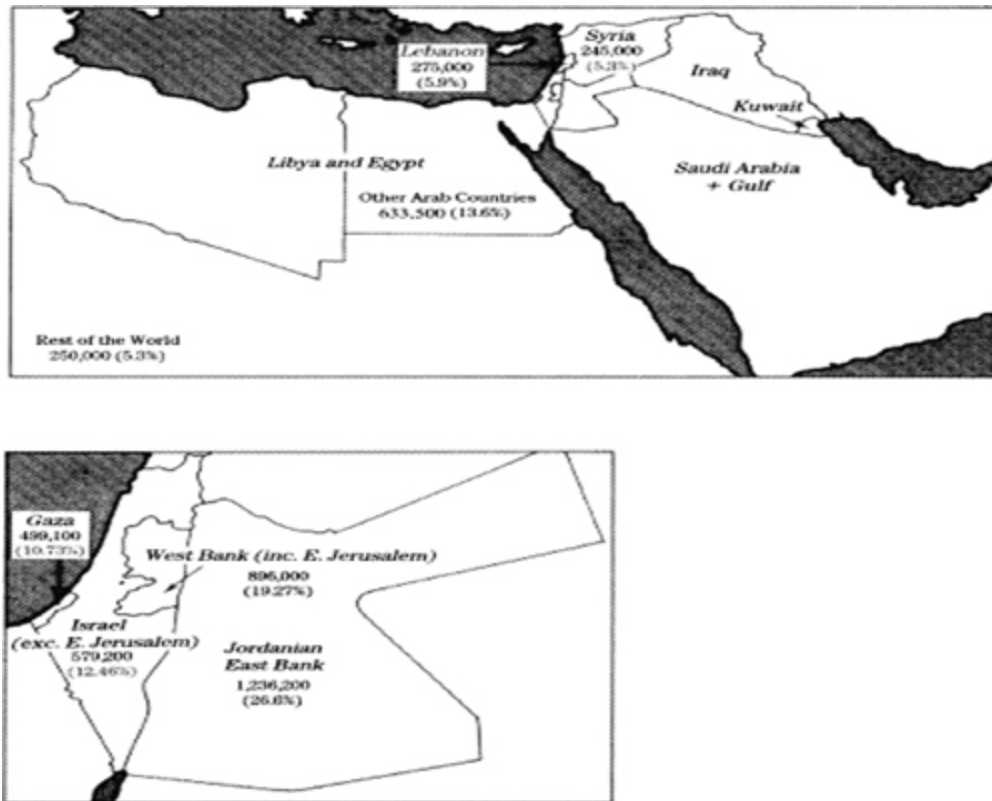 Lebanon
275,000
(5.9%)
Syria
245,000
(5.3%)
Iraq
Kuwait
Libya and Egypt
Saudi Arabia
+ Gulf
Other Arab Countries
633,500 (13.6%)
Rest of the World
250,000 (5.3%)
Gaza
499,100
(10.73%)
West Bank (inc. E. Jerusalem)
895,000
(19.27%)
Israel
(exc. E. Jerusalem)
579,200
(12.46%)
Jordanian
East Bank
1,236,200
(26.6%)